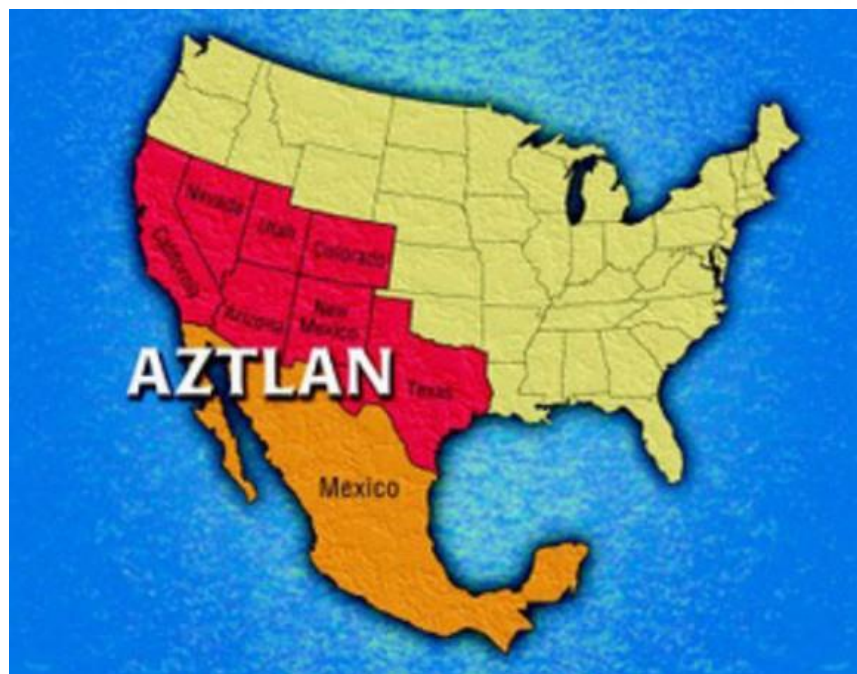 Nevada
Utah
Colorado
California
Arizona
New
Mexico
AZTLAN
Texas
Mexico